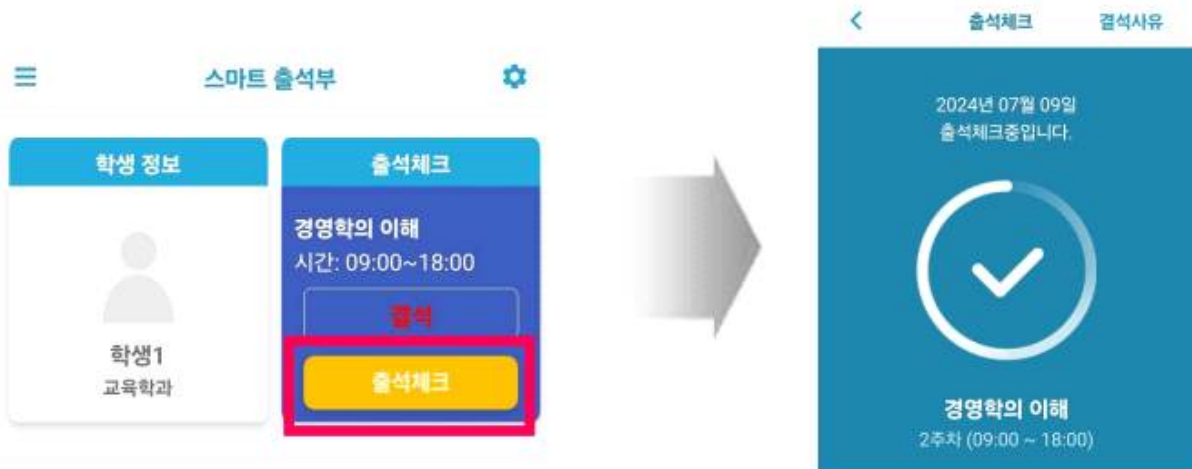 스마트 출석부
학생 정보
학생1
교육학과
출석체크
경영학의 이해
시간: 09:00~18:00
결석
출석체크
출석체크
결석사유
2024년 07월 09일
출석체크중입니다.
경영학의 이해
2주차 (09:00 ~ 18:00)